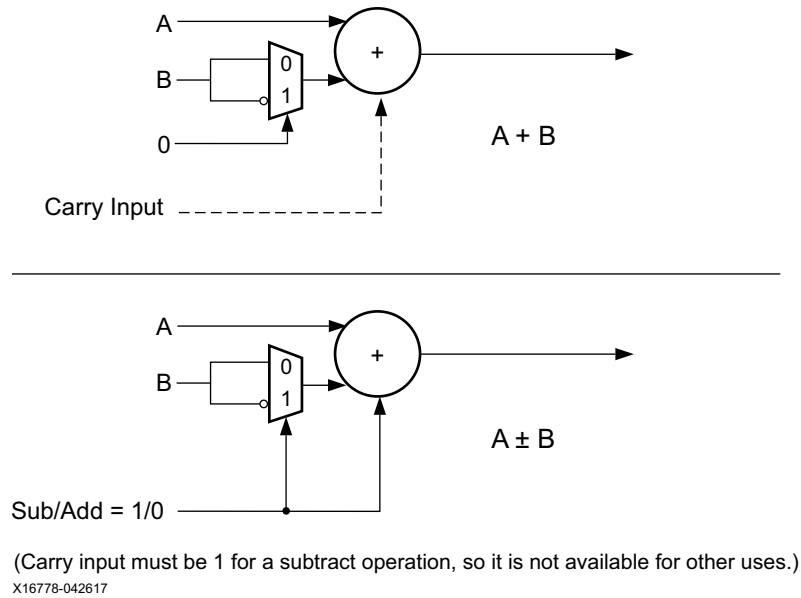 A
B
0
1
0
+
A + B
Carry Input
A
B
0
1
+
A ± B
Sub/Add = 1/0
(Carry input must be 1 for a subtract operation, so it is not available for other uses.)
X16778-042617